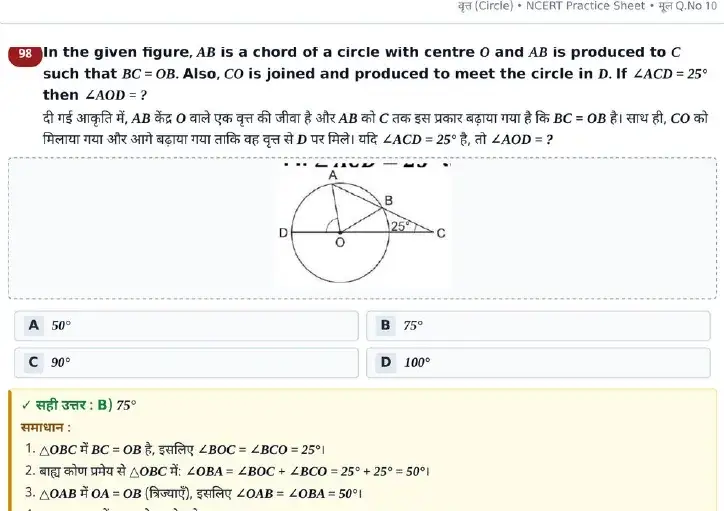 वृत्त (Circle) • NCERT Practice Sheet • मूल Q.No 10
98 In the given figure, AB is a chord of a circle with centre O and AB is produced to C
such that BC = OB. Also, CO is joined and produced to meet the circle in D. If ∠ACD = 25°
then ∠AOD = ?
दी गई आकृति में, AB केंद्र O वाले एक वृत्त की जीवा है और AB को C तक इस प्रकार बढ़ाया गया है कि BC = OB है। साथ ही, CO को
मिलाया गया और आगे बढ़ाया गया ताकि वह वृत्त से D पर मिले। यदि ∠ACD = 25° है, तो ∠AOD = ?
A
B
D
25°
C
O
A 50°
B 75°
C 90°
D 100°
✓ सही उत्तर : B) 75°
समाधान :
1. △OBC में BC = OB है, इसलिए ∠BOC = ∠BCO = 25°।
2. बाह्य कोण प्रमेय से △OBC में: ∠OBA = ∠BOC + ∠BCO = 25° + 25° = 50°।
3. △OAB में OA = OB (त्रिज्याएँ), इसलिए ∠OAB = ∠OBA = 50°।